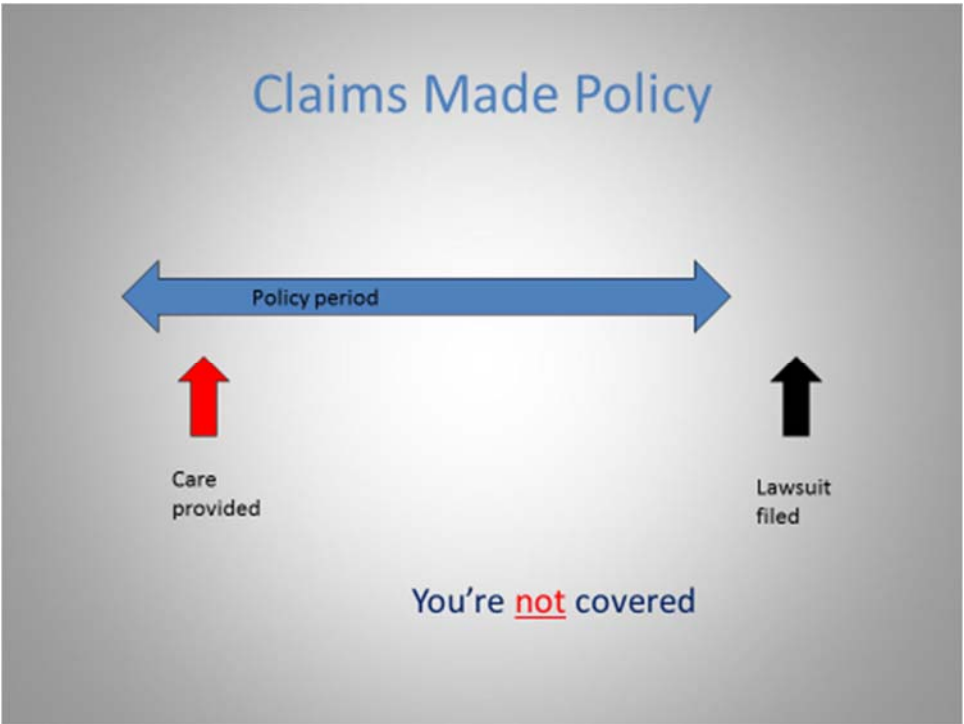 Claims Made Policy
Policy period
Care
provided
Lawsuit
filed
You’re not covered